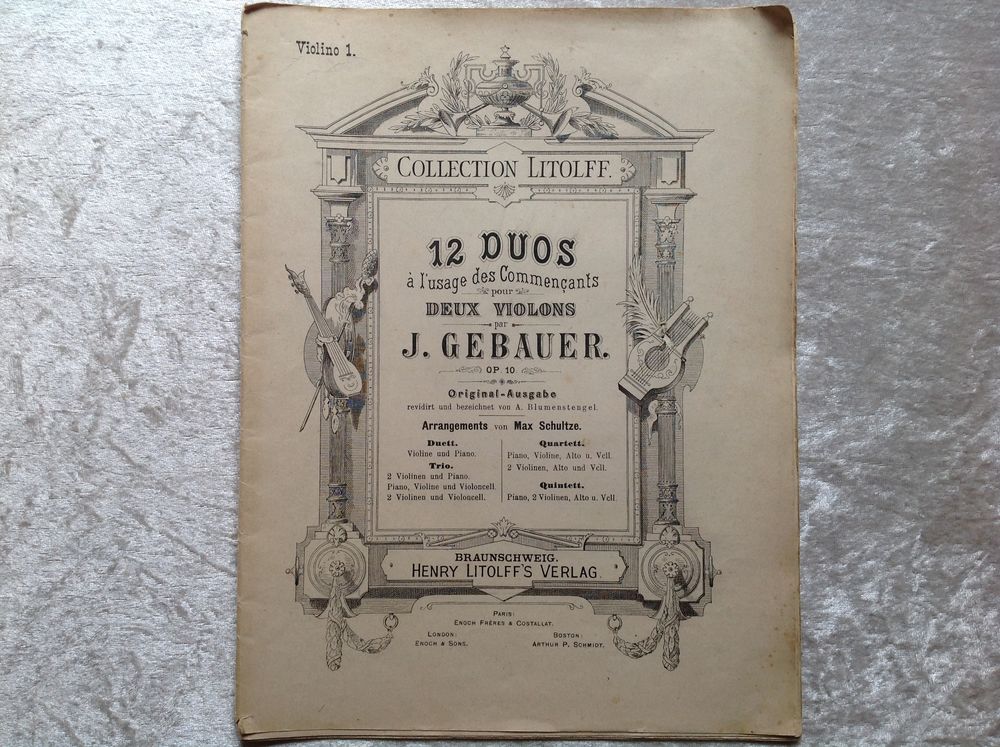 Violino 1.
COLLECTION LITOLFF.
12 DUOS
à l'usage des Commençants
pour
DEUX VIOLONS
par
J. GEBAUER.
OP. 10.
Original-Ausgabe
revidirt und bezeichnet von A. Blumenstengel.
Arrangements von Max Schultze.
Duett.
Violine und Piano.
Trio.
2 Violinen und Piano.
Piano, Violine und Violoncell.
2 Violinen und Violoncell.
Quartett.
Piano, Violine, Alto u. Vcll.
2 Violinen, Alto und Vcll.
Quintett.
Piano, 2 Violinen, Alto u. Vcll.
BRAUNSCHWEIG.
HENRY LITOLFF'S VERLAG.
PARIS:
ENOCH FRÈRES & COSTALLAT.
LONDON:
ENOCH & SONS.
BOSTON:
ARTHUR P. SCHMIDT.